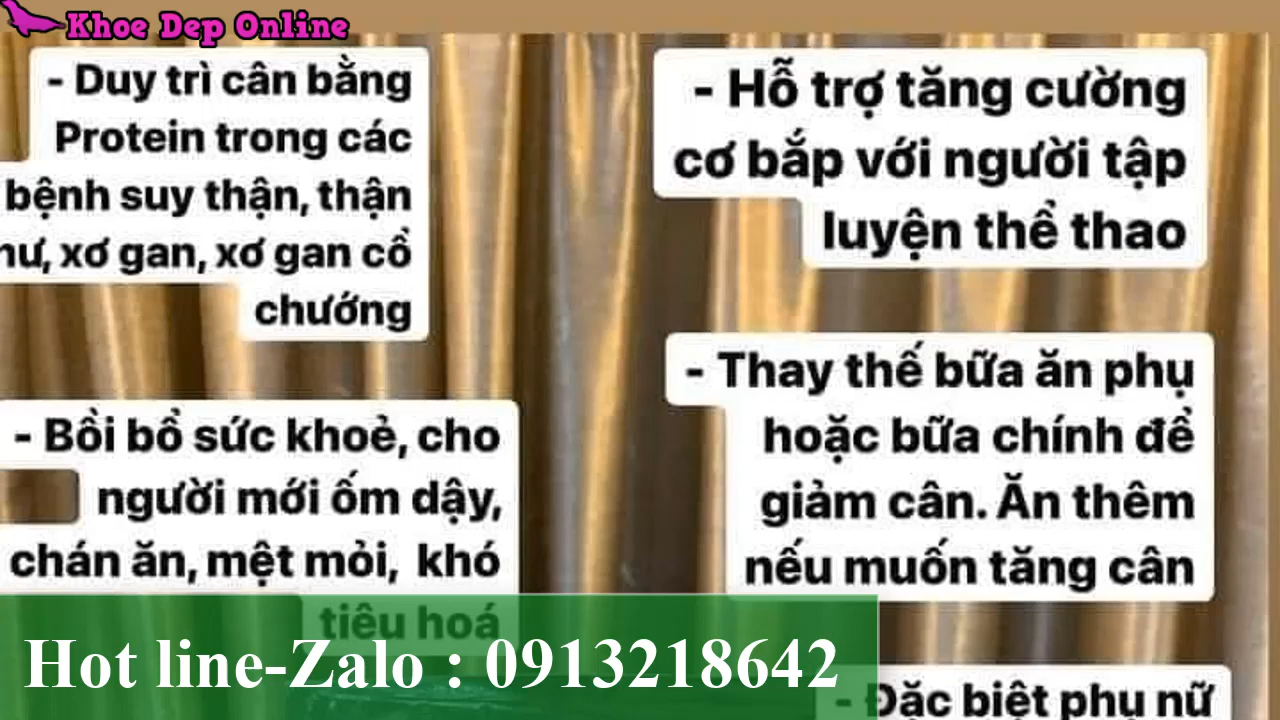 Khoe Dep Online
- Duy trì cân bằng
Protein trong các
bệnh suy thận, thận
hư, xơ gan, xơ gan cổ
chướng
- Bồi bổ sức khoẻ, cho
người mới ốm dậy,
chán ăn, mệt mỏi, khó
tiêu hoá
- Hỗ trợ tăng cường
cơ bắp với người tập
luyện thể thao
- Thay thế bữa ăn phụ
hoặc bữa chính để
giảm cân. Ăn thêm
nếu muốn tăng cân
- Đặc biệt phụ nữ
Hot line-Zalo : 0913218642